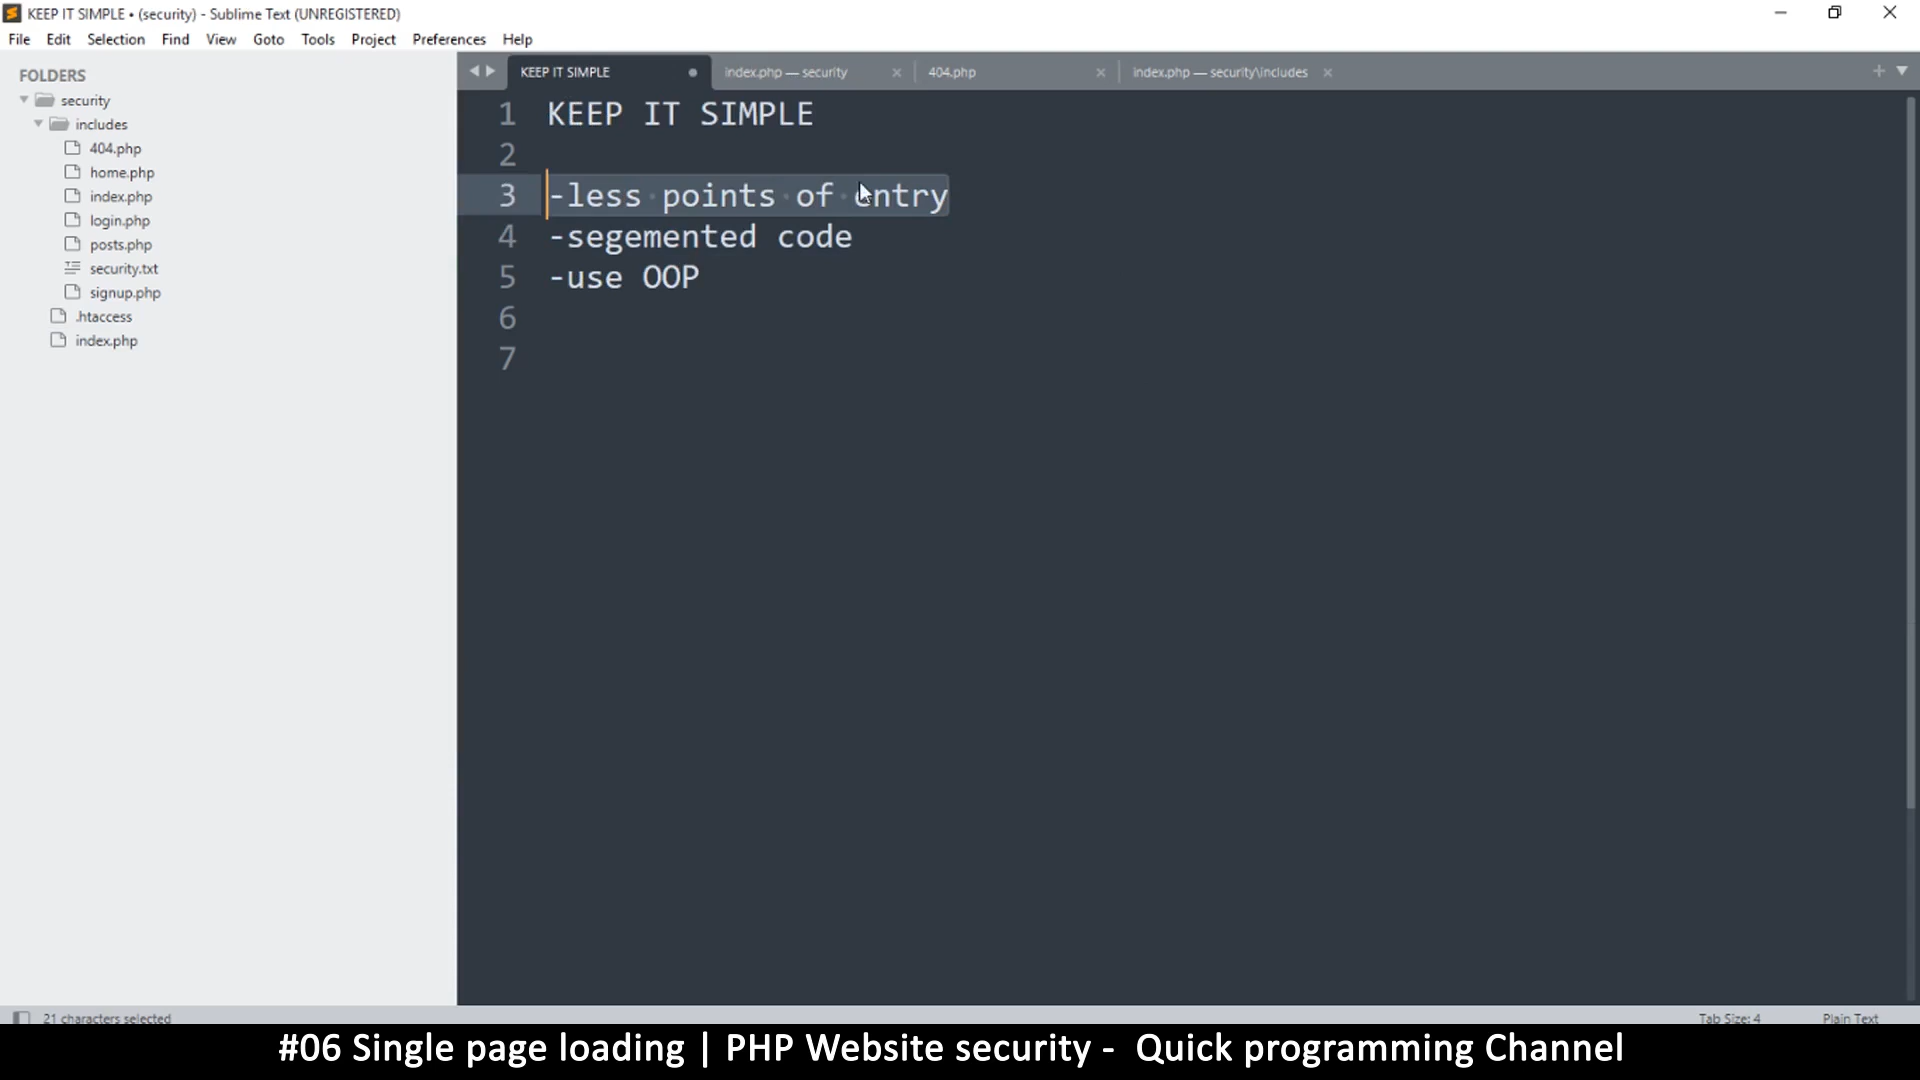 KEEP IT SIMPLE • (security) - Sublime Text (UNREGISTERED)
File Edit Selection Find View Goto Tools Project Preferences Help
FOLDERS
security
includes
404.php
home.php
index.php
login.php
posts.php
security.txt
signup.php
.htaccess
index.php
KEEP IT SIMPLE
index.php — security
404.php
index.php — security\includes
1 KEEP IT SIMPLE
2
3 -less points of entry
4 -segemented code
5 -use OOP
6
7
21 characters selected
Tab Size: 4
Plain Text
#06 Single page loading | PHP Website security - Quick programming Channel